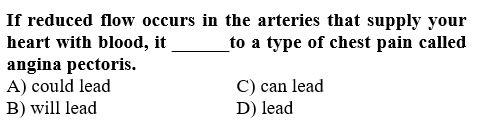 If reduced flow occurs in the arteries that supply your
heart with blood, it ______to a type of chest pain called
angina pectoris.
A) could lead C) can lead
B) will lead D) lead